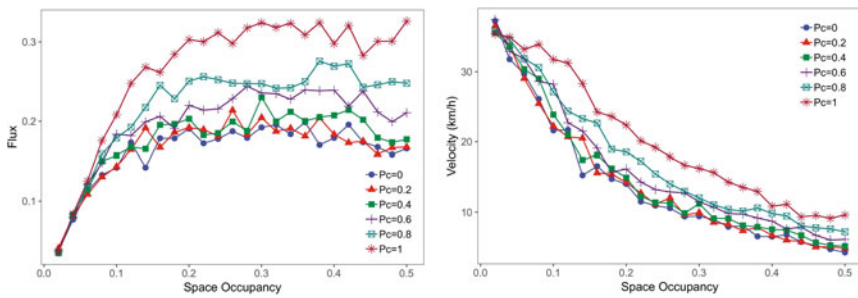 0.3
0.2
0.1
Flux
Pc=0
Pc=0.2
Pc=0.4
Pc=0.6
Pc=0.8
Pc=1
0.0
0.1
0.2
0.3
0.4
0.5
Space Occupancy
30
20
10
Velocity (km/h)
Pc=0
Pc=0.2
Pc=0.4
Pc=0.6
Pc=0.8
Pc=1
0.0
0.1
0.2
0.3
0.4
0.5
Space Occupancy